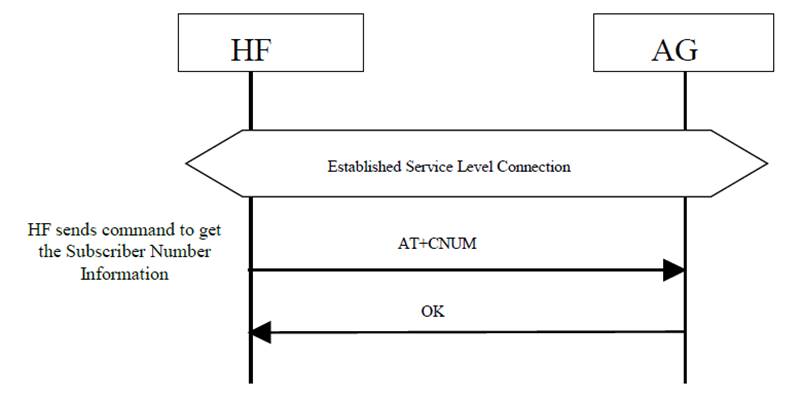 HF
AG
Established Service Level Connection
HF sends command to get
the Subscriber Number
Information
AT+CNUM
OK